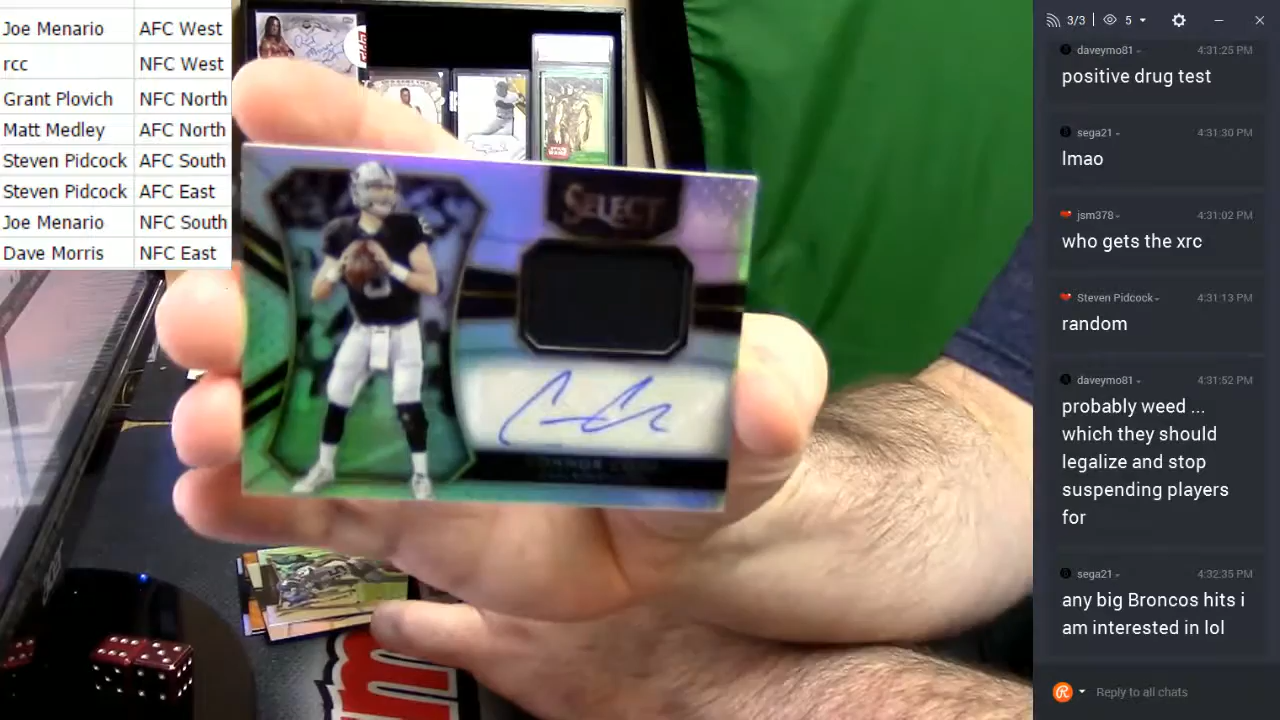 Joe Menario AFC West
rcc NFC West
Grant Plovich NFC North
Matt Medley AFC North
Steven Pidcock AFC South
Steven Pidcock AFC East
Joe Menario NFC South
Dave Morris NFC East
SELECT
3/3 5
daveymo81 4:31:25 PM
positive drug test
sega21 4:31:30 PM
lmao
jsm378 4:31:02 PM
who gets the xrc
Steven Pidcock 4:31:13 PM
random
daveymo81 4:31:52 PM
probably weed ...
which they should
legalize and stop
suspending players
for
sega21 4:32:35 PM
any big Broncos hits i
am interested in lol
Reply to all chats